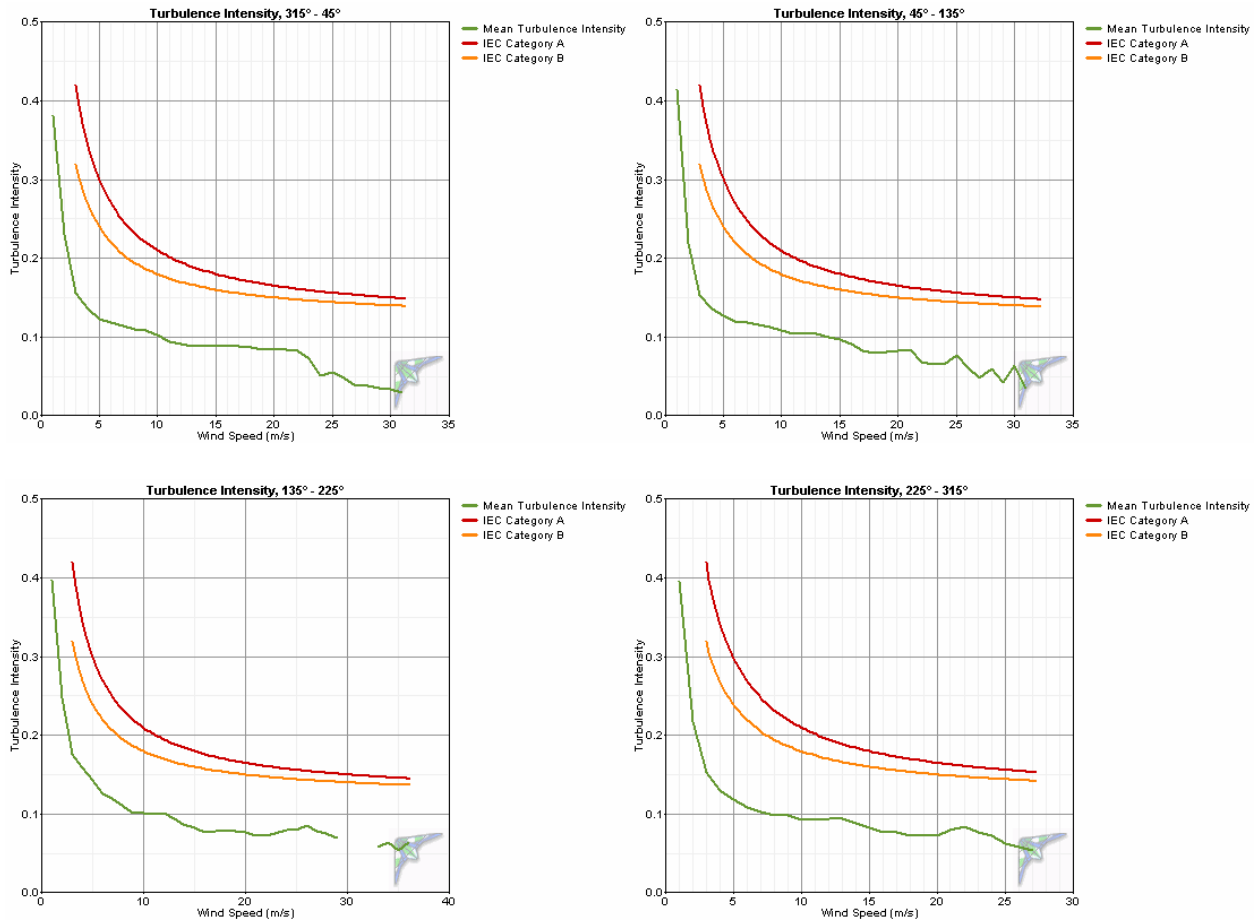 Turbulence Intensity, 315° - 45°
0.5
0.4
0.3
0.2
0.1
0.0
Turbulence Intensity
0 5 10 15 20 25 30 35
Wind Speed (m/s)
Mean Turbulence Intensity
IEC Category A
IEC Category B
Turbulence Intensity, 45° - 135°
0.5
0.4
0.3
0.2
0.1
0.0
Turbulence Intensity
0 5 10 15 20 25 30 35
Wind Speed (m/s)
Mean Turbulence Intensity
IEC Category A
IEC Category B
Turbulence Intensity, 135° - 225°
0.5
0.4
0.3
0.2
0.1
0.0
Turbulence Intensity
0 10 20 30 40
Wind Speed (m/s)
Mean Turbulence Intensity
IEC Category A
IEC Category B
Turbulence Intensity, 225° - 315°
0.5
0.4
0.3
0.2
0.1
0.0
Turbulence Intensity
0 5 10 15 20 25 30
Wind Speed (m/s)
Mean Turbulence Intensity
IEC Category A
IEC Category B